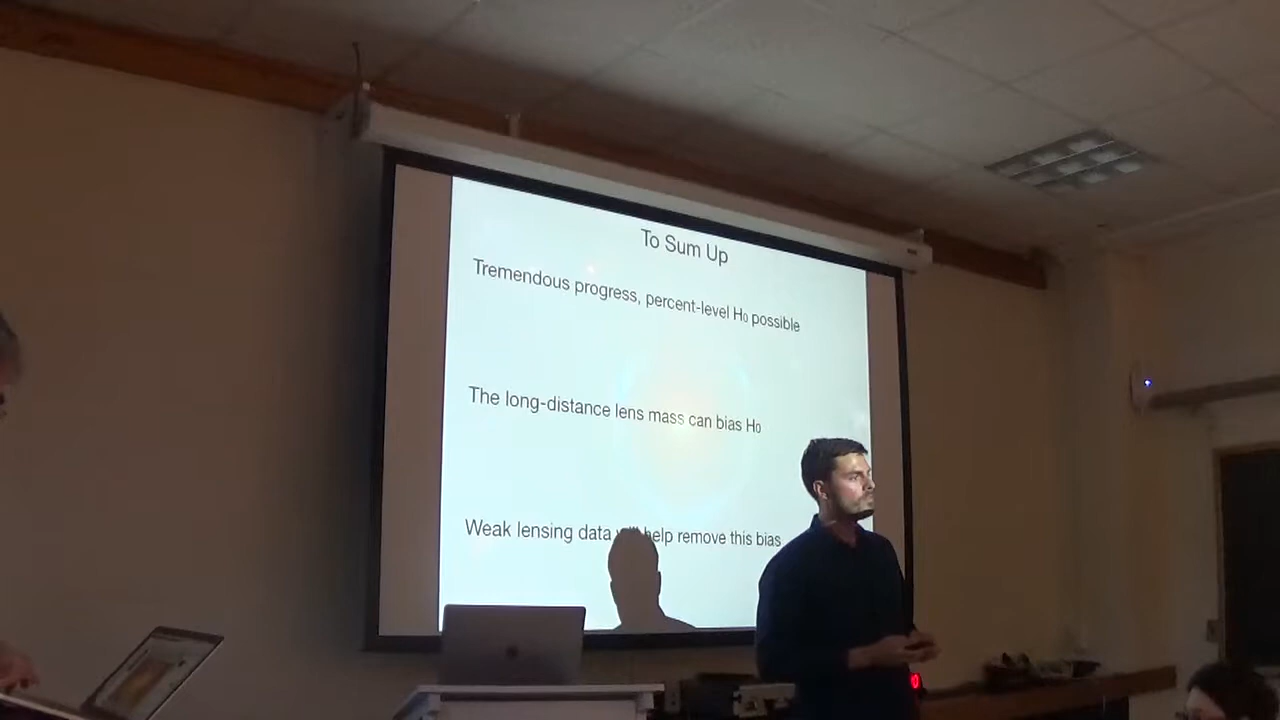 To Sum Up
Tremendous progress, percent-level H₀ possible
The long-distance lens mass can bias H₀
Weak lensing data help remove this bias